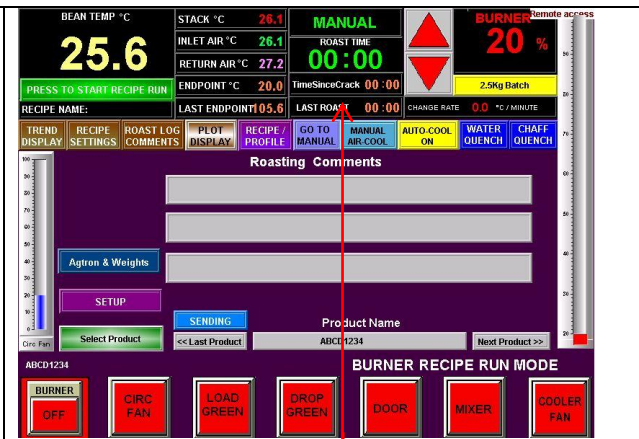 Remote access
BEAN TEMP °C
25.6
PRESS TO START RECIPE RUN
RECIPE NAME:
STACK °C 26.1
INLET AIR °C 26.1
RETURN AIR °C 27.2
ENDPOINT °C 20.0
LAST ENDPOINT 105.6
MANUAL
ROAST TIME
00:00
TimeSinceCrack 00:00
LAST ROAST 00:00
BURNER
20 %
2.5Kg Batch
CHANGE RATE 0.0 °C / MINUTE
TREND DISPLAY
RECIPE SETTINGS
ROAST LOG COMMENTS
PLOT DISPLAY
RECIPE / PROFILE
GO TO MANUAL
MANUAL AIR-COOL
AUTO-COOL ON
WATER QUENCH
CHAFF QUENCH
Roasting Comments
Agtron & Weights
SETUP
Select Product
SENDING
Product Name
<< Last Product
ABCD1234
Next Product >>
Circ Fan
ABCD1234
BURNER RECIPE RUN MODE
BURNER
OFF
CIRC FAN
LOAD GREEN
DROP GREEN
DOOR
MIXER
COOLER FAN